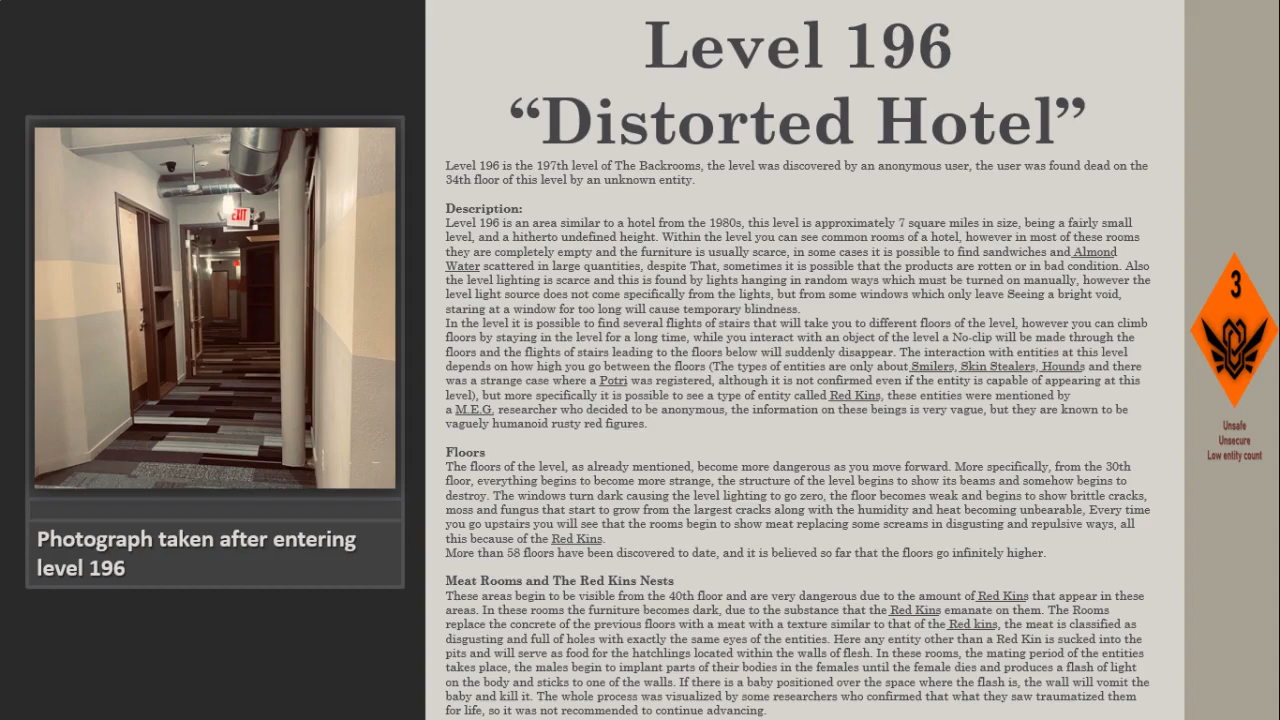 Level 196
“Distorted Hotel”
Level 196 is the 197th level of The Backrooms, the level was discovered by an anonymous user, the user was found dead on the
34th floor of this level by an unknown entity.
Description:
Level 196 is an area similar to a hotel from the 1980s, this level is approximately 7 square miles in size, being a fairly small
level, and a hitherto undefined height. Within the level you can see common rooms of a hotel, however in most of these rooms
they are completely empty and the furniture is usually scarce, in some cases it is possible to find sandwiches and Almond
Water scattered in large quantities, despite That, sometimes it is possible that the products are rotten or in bad condition. Also
the level lighting is scarce and this is found by lights hanging in random ways which must be turned on manually, however the
level light source does not come specifically from the lights, but from some windows which only leave Seeing a bright void,
staring at a window for too long will cause temporary blindness.
In the level it is possible to find several flights of stairs that will take you to different floors of the level, however you can climb
floors by staying in the level for a long time, while you interact with an object of the level a No-clip will be made through the
floors and the flights of stairs leading to the floors below will suddenly disappear. The interaction with entities at this level
depends on how high you go between the floors (The types of entities are only about Smilers, Skin Stealers, Hounds and there
was a strange case where a Potri was registered, although it is not confirmed even if the entity is capable of appearing at this
level), but more specifically it is possible to see a type of entity called Red Kins, these entities were mentioned by
a M.E.G. researcher who decided to be anonymous, the information on these beings is very vague, but they are known to be
vaguely humanoid rusty red figures.
Floors
The floors of the level, as already mentioned, become more dangerous as you move forward. More specifically, from the 30th
floor, everything begins to become more strange, the structure of the level begins to show its beams and somehow begins to
destroy. The windows turn dark causing the level lighting to go zero, the floor becomes weak and begins to show brittle cracks,
moss and fungus that start to grow from the largest cracks along with the humidity and heat becoming unbearable, Every time
you go upstairs you will see that the rooms begin to show meat replacing some screams in disgusting and repulsive ways, all
this because of the Red Kins.
More than 58 floors have been discovered to date, and it is believed so far that the floors go infinitely higher.
Meat Rooms and The Red Kins Nests
These areas begin to be visible from the 40th floor and are very dangerous due to the amount of Red Kins that appear in these
areas. In these rooms the furniture becomes dark, due to the substance that the Red Kins emanate on them. The Rooms
replace the concrete of the previous floors with a meat with a texture similar to that of the Red kins, the meat is classified as
disgusting and full of holes with exactly the same eyes of the entities. Here any entity other than a Red Kin is sucked into the
pits and will serve as food for the hatchlings located within the walls of flesh. In these rooms, the mating period of the entities
takes place, the males begin to implant parts of their bodies in the females until the female dies and produces a flash of light
on the body and sticks to one of the walls. If there is a baby positioned over the space where the flash is, the wall will vomit the
baby and kill it. The whole process was visualized by some researchers who confirmed that what they saw traumatized them
for life, so it was not recommended to continue advancing.
EXIT
Photograph taken after entering
level 196
3
Unsafe
Unsecure
Low entity count